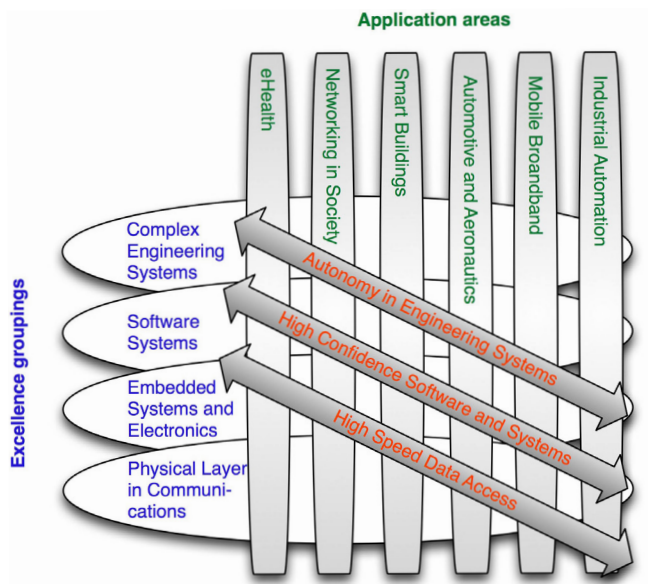 Application areas
eHealth
Networking in Society
Smart Buildings
Automotive and Aeronautics
Mobile Broandband
Industrial Automation
Excellence groupings
Complex
Engineering
Systems
Software
Systems
Embedded
Systems and
Electronics
Physical Layer
in Communi-
cations
Autonomy in Engineering Systems
High Confidence Software and Systems
High Speed Data Access